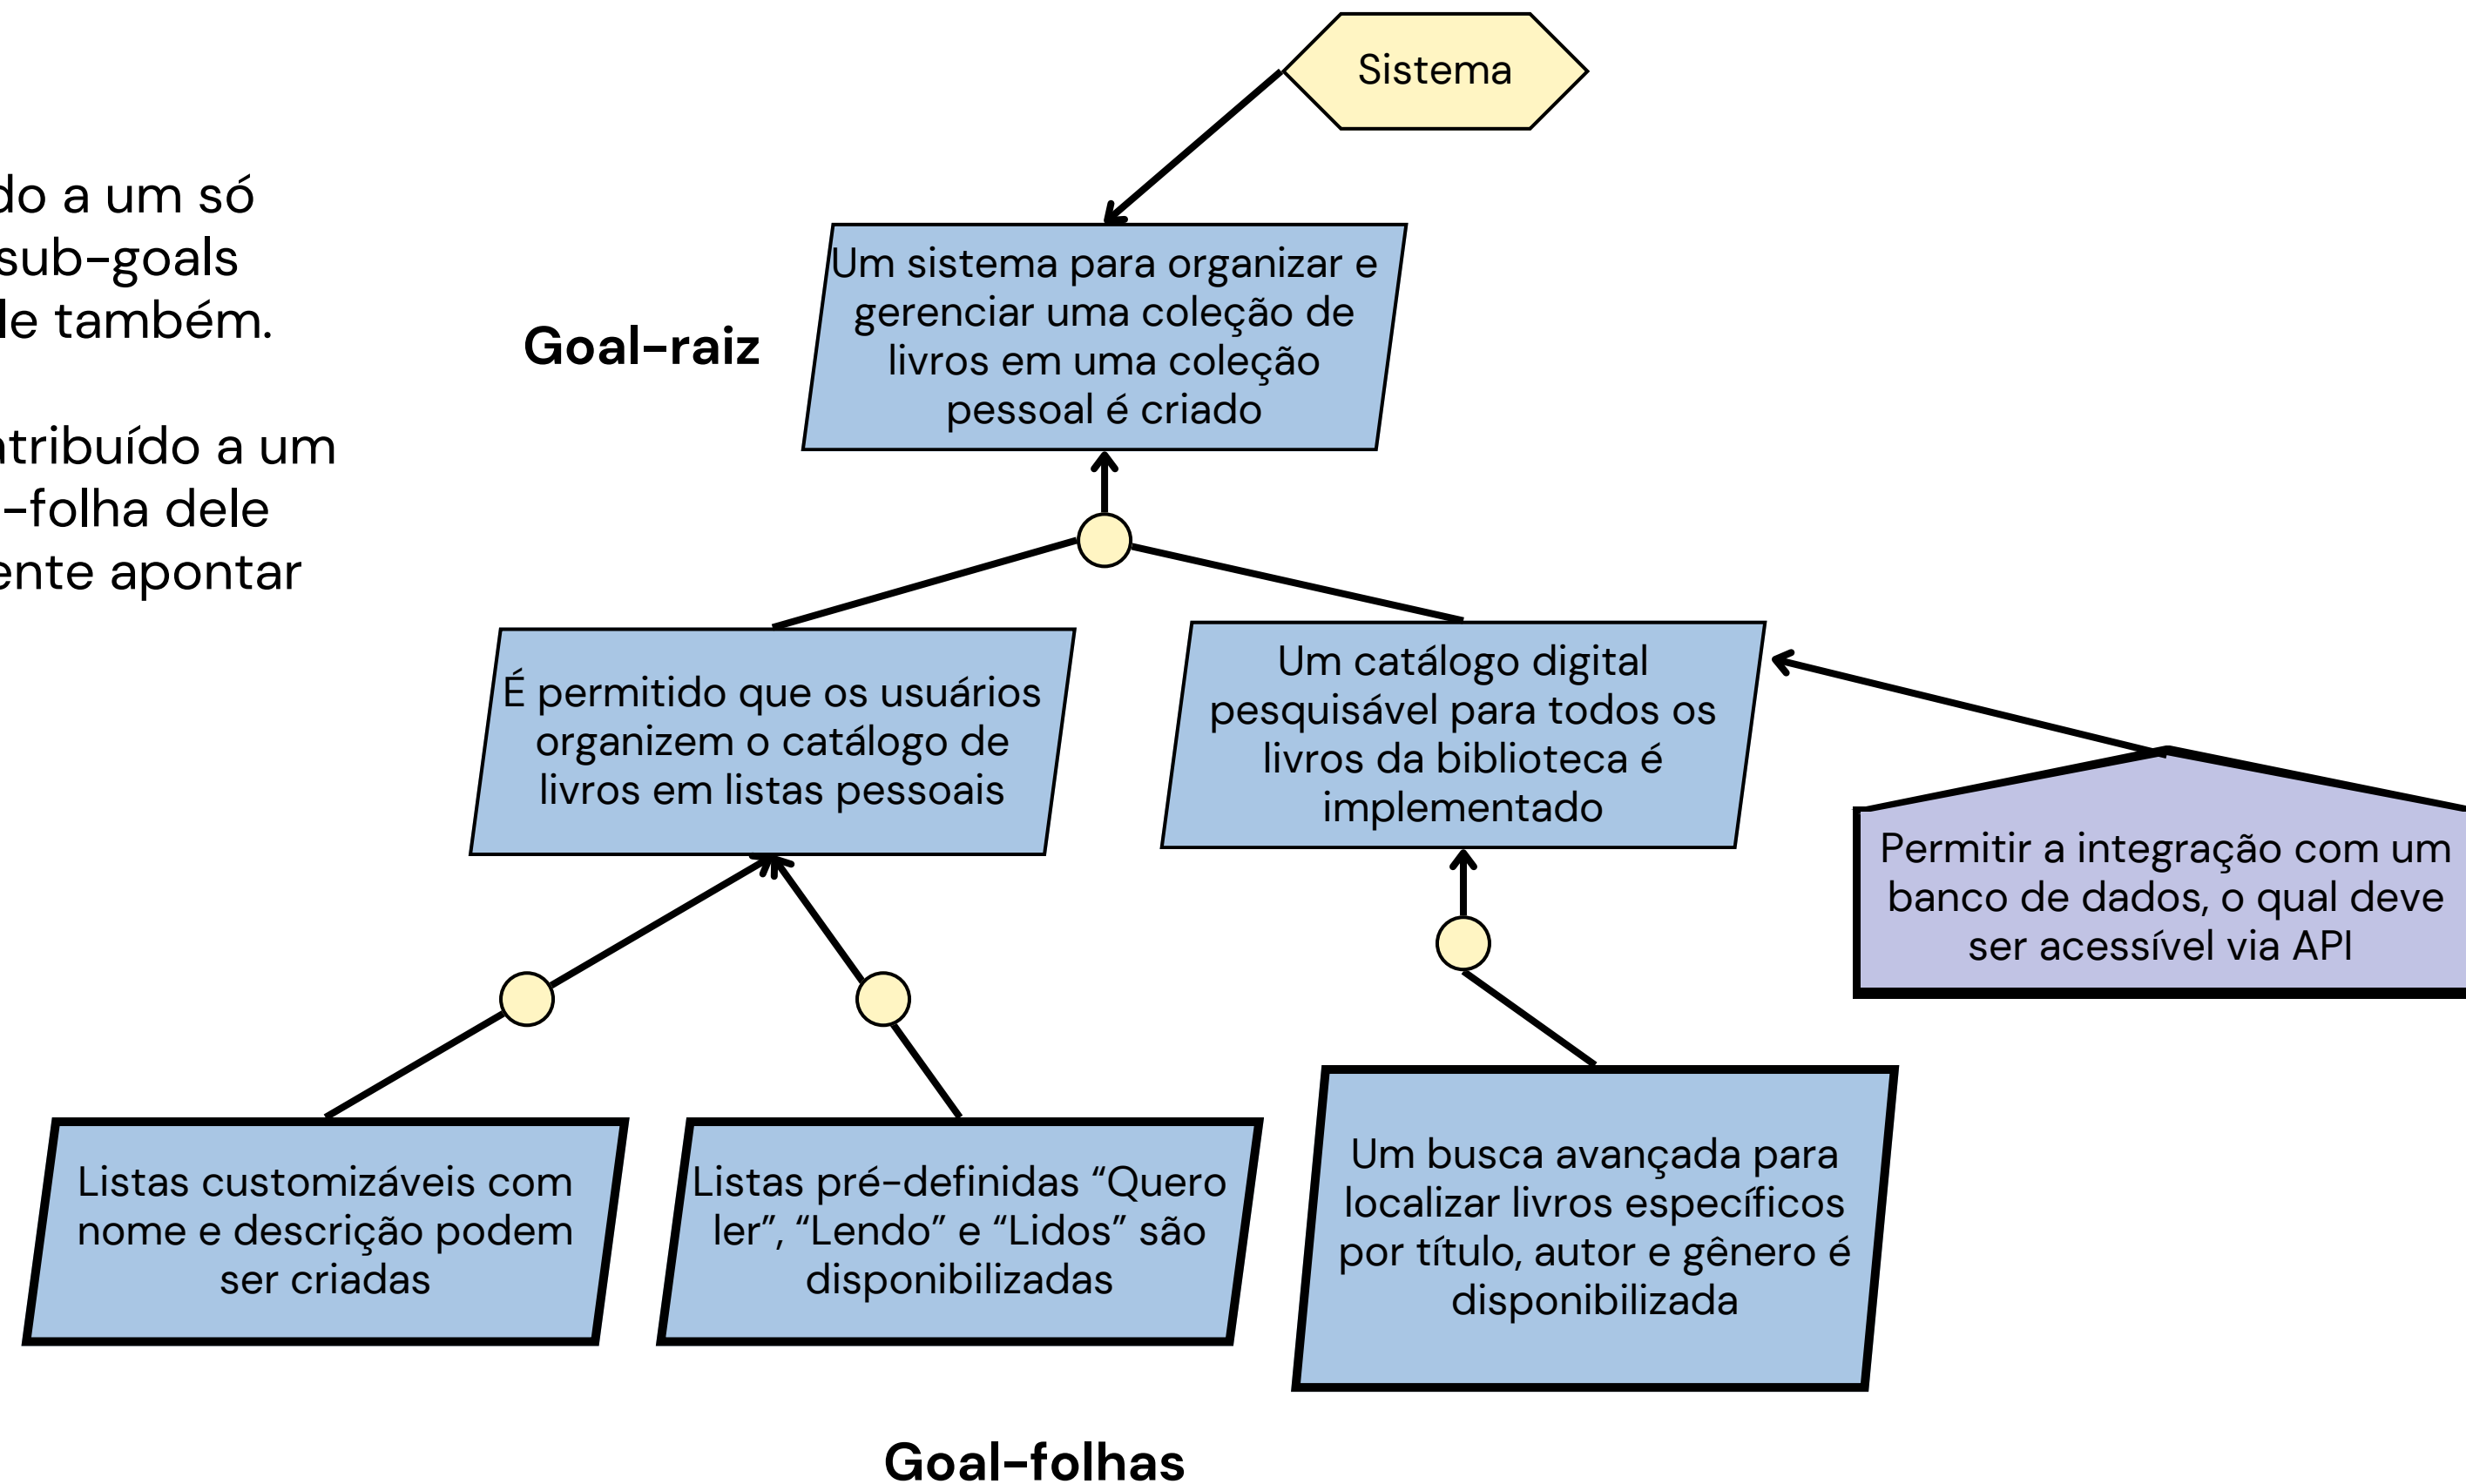 Sistema
do a um só
sub-goals
le também.
Um sistema para organizar e
gerenciar uma coleção de
livros em uma coleção
pessoal é criado
Goal-raiz
atribuído a um
-folha dele
ente apontar
É permitido que os usuários
organizem o catálogo de
livros em listas pessoais
Um catálogo digital
pesquisável para todos os
livros da biblioteca é
implementado
Permitir a integração com um
banco de dados, o qual deve
ser acessível via API
Listas customizáveis com
nome e descrição podem
ser criadas
Listas pré-definidas “Quero
ler”, “Lendo” e “Lidos” são
disponibilizadas
Um busca avançada para
localizar livros específicos
por título, autor e gênero é
disponibilizada
Goal-folhas